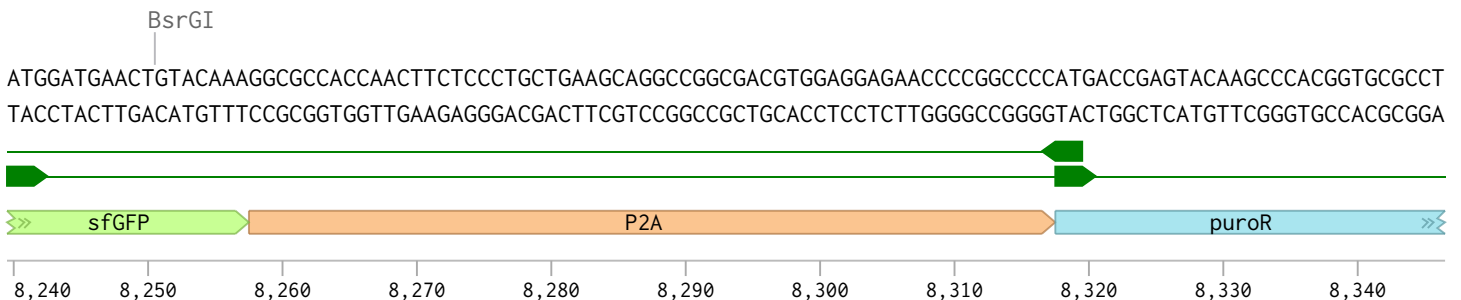 BsrGI
ATGGATGAACTGTACAAAGGCGCCACCAACTTCTCCCTGCTGAAGCAGGCCGGCGACGTGGAGGAGAACCCCGGCCCCATGACCGAGTACAAGCCCACGGTGCGCCT
TACCTACTTGACATGTTTCCGCGGTGGTTGAAGAGGGACGACTTCGTCCGGCCGCTGCACCTCCTCTTGGGGCCGGGGTACTGGCTCATGTTCGGGTGCCACGCGGA
sfGFP P2A puroR
8,240 8,250 8,260 8,270 8,280 8,290 8,300 8,310 8,320 8,330 8,340